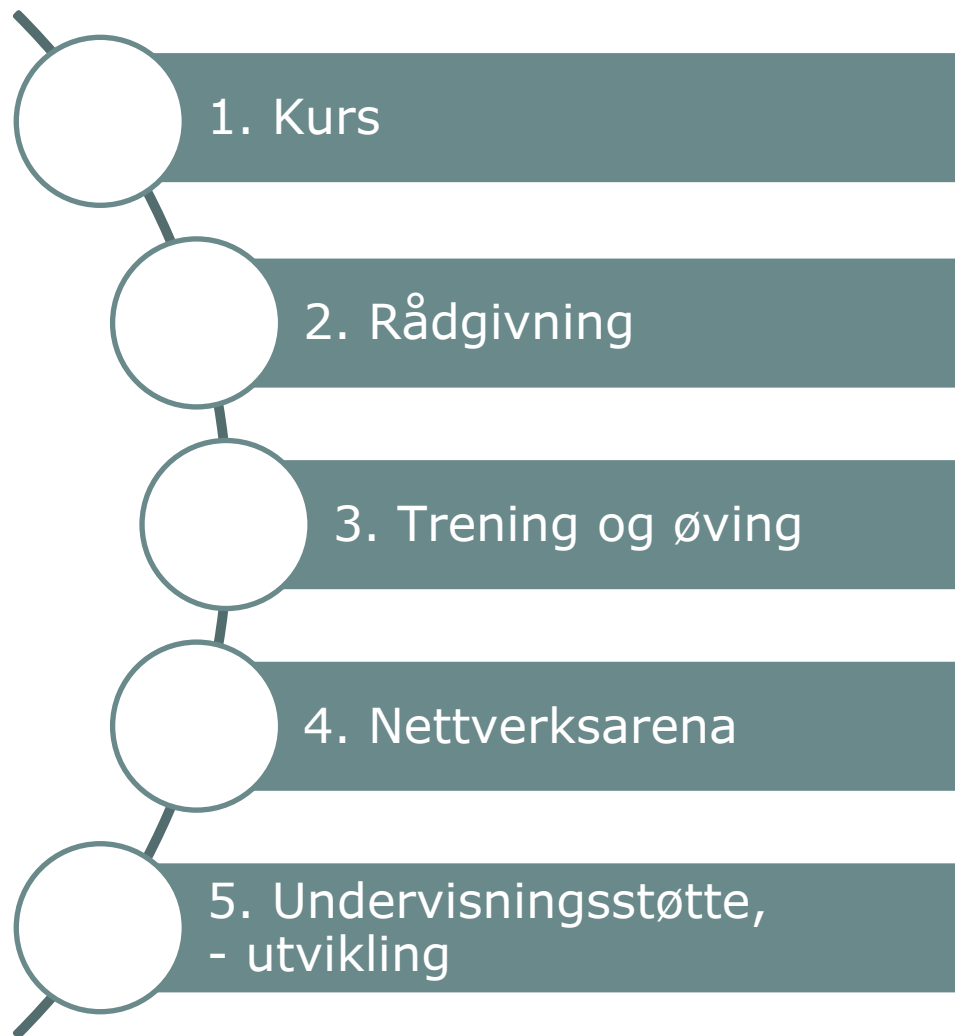 1. Kurs
2. Rådgivning
3. Trening og øving
4. Nettverksarena
5. Undervisningsstøtte,
- utvikling